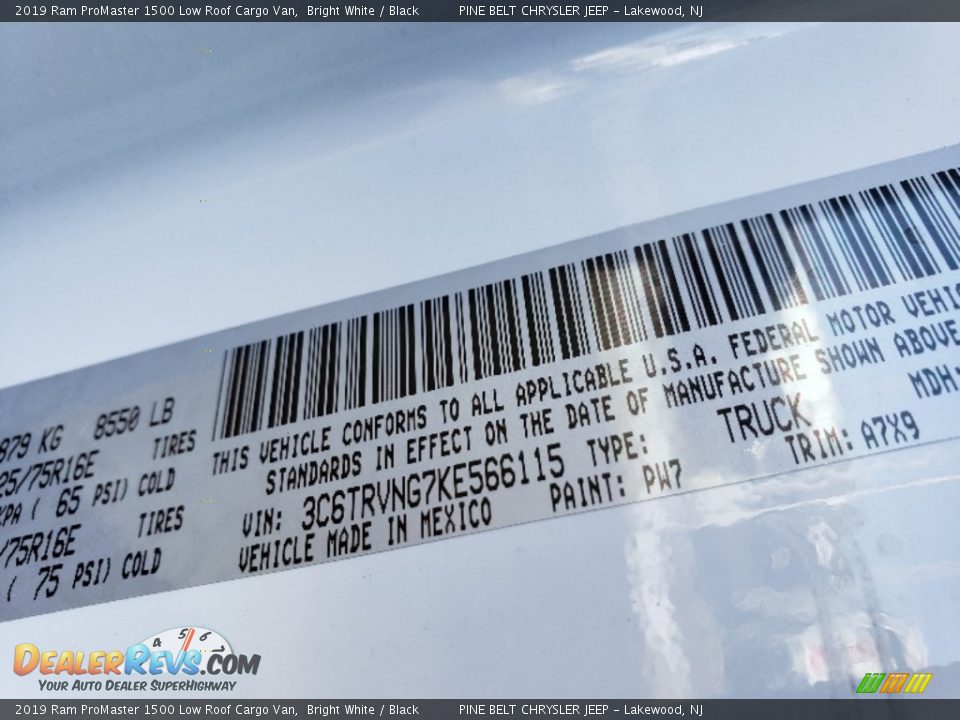 2019 Ram ProMaster 1500 Low Roof Cargo Van, Bright White / Black PINE BELT CHRYSLER JEEP - Lakewood, NJ
879 KG 8550 LB
25/75R16E TIRES
KPA ( 65 PSI) COLD
/75R16E TIRES
( 75 PSI) COLD
THIS VEHICLE CONFORMS TO ALL APPLICABLE U.S.A. FEDERAL MOTOR VEHIC
STANDARDS IN EFFECT ON THE DATE OF MANUFACTURE SHOWN ABOVE
VIN: 3C6TRVNG7KE566115 TYPE: TRUCK MDH:
VEHICLE MADE IN MEXICO PAINT: PW7 TRIM: A7X9
4 5 6
DEALERREVS.COM
YOUR AUTO DEALER SUPERHIGHWAY
2019 Ram ProMaster 1500 Low Roof Cargo Van, Bright White / Black PINE BELT CHRYSLER JEEP - Lakewood, NJ